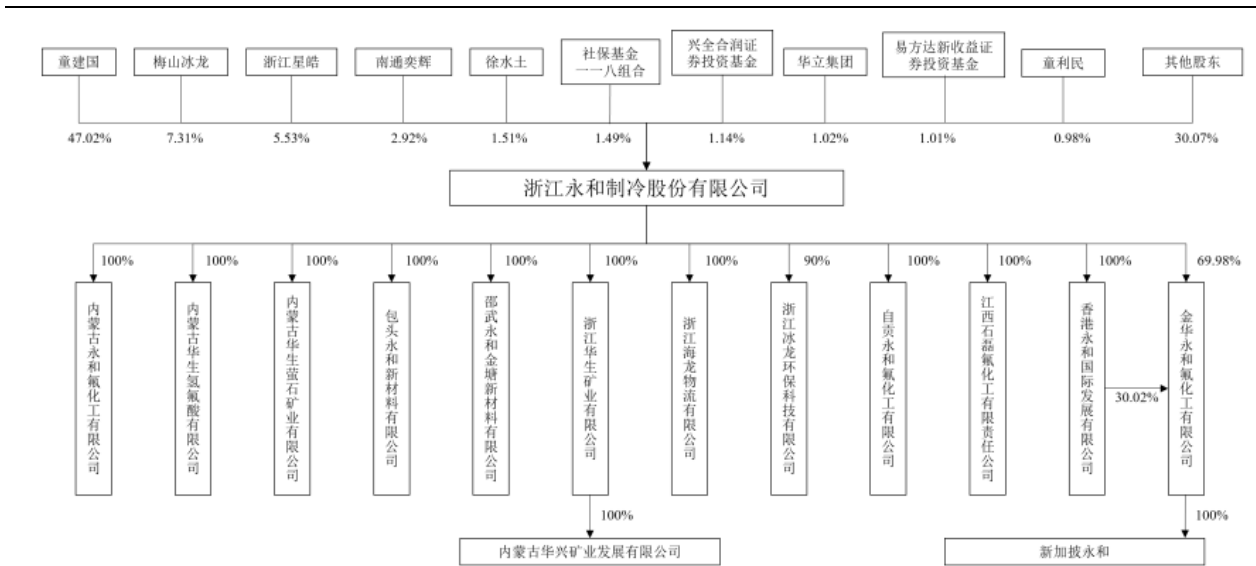 童建国
梅山冰龙
浙江星皓
南通奕辉
徐水土
社保基金
一一八组合
兴全合润证
券投资基金
华立集团
易方达新收益证
券投资基金
童利民
其他股东
47.02%
7.31%
5.53%
2.92%
1.51%
1.49%
1.14%
1.02%
1.01%
0.98%
30.07%
浙江永和制冷股份有限公司
100%
100%
100%
100%
100%
100%
100%
90%
100%
100%
100%
69.98%
内蒙古永和氟化工有限公司
内蒙古华生氢氟酸有限公司
内蒙古华生萤石矿业有限公司
包头永和新材料有限公司
邵武永和金塘新材料有限公司
浙江华生矿业有限公司
浙江海龙物流有限公司
浙江冰龙环保科技有限公司
自贡永和氟化工有限公司
江西石磊氟化工有限责任公司
香港永和国际发展有限公司
30.02%
金华永和氟化工有限公司
100%
100%
内蒙古华兴矿业发展有限公司
新加披永和